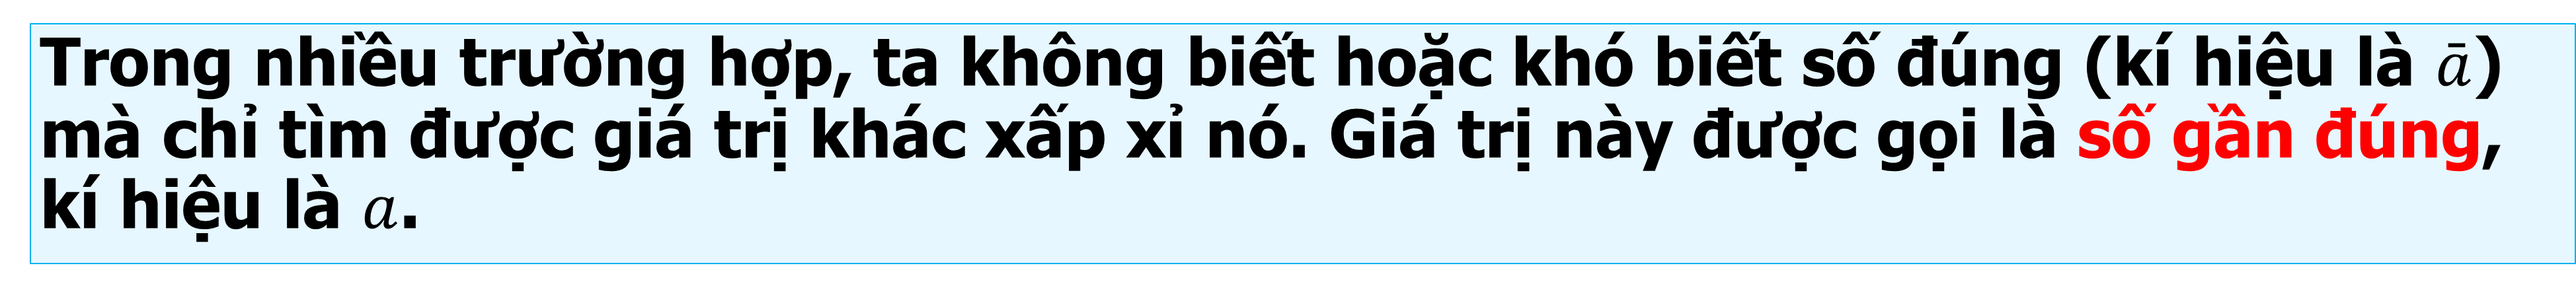 Trong nhiều trường hợp, ta không biết hoặc khó biết số đúng (kí hiệu là ā)
mà chỉ tìm được giá trị khác xấp xỉ nó. Giá trị này được gọi là số gần đúng,
kí hiệu là a.